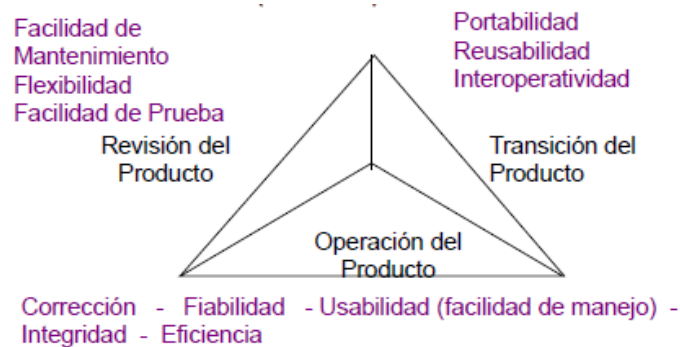 Facilidad de
Mantenimiento
Flexibilidad
Facilidad de Prueba
Portabilidad
Reusabilidad
Interoperatividad
Revisión del
Producto
Transición del
Producto
Operación del
Producto
Corrección - Fiabilidad - Usabilidad (facilidad de manejo) -
Integridad - Eficiencia